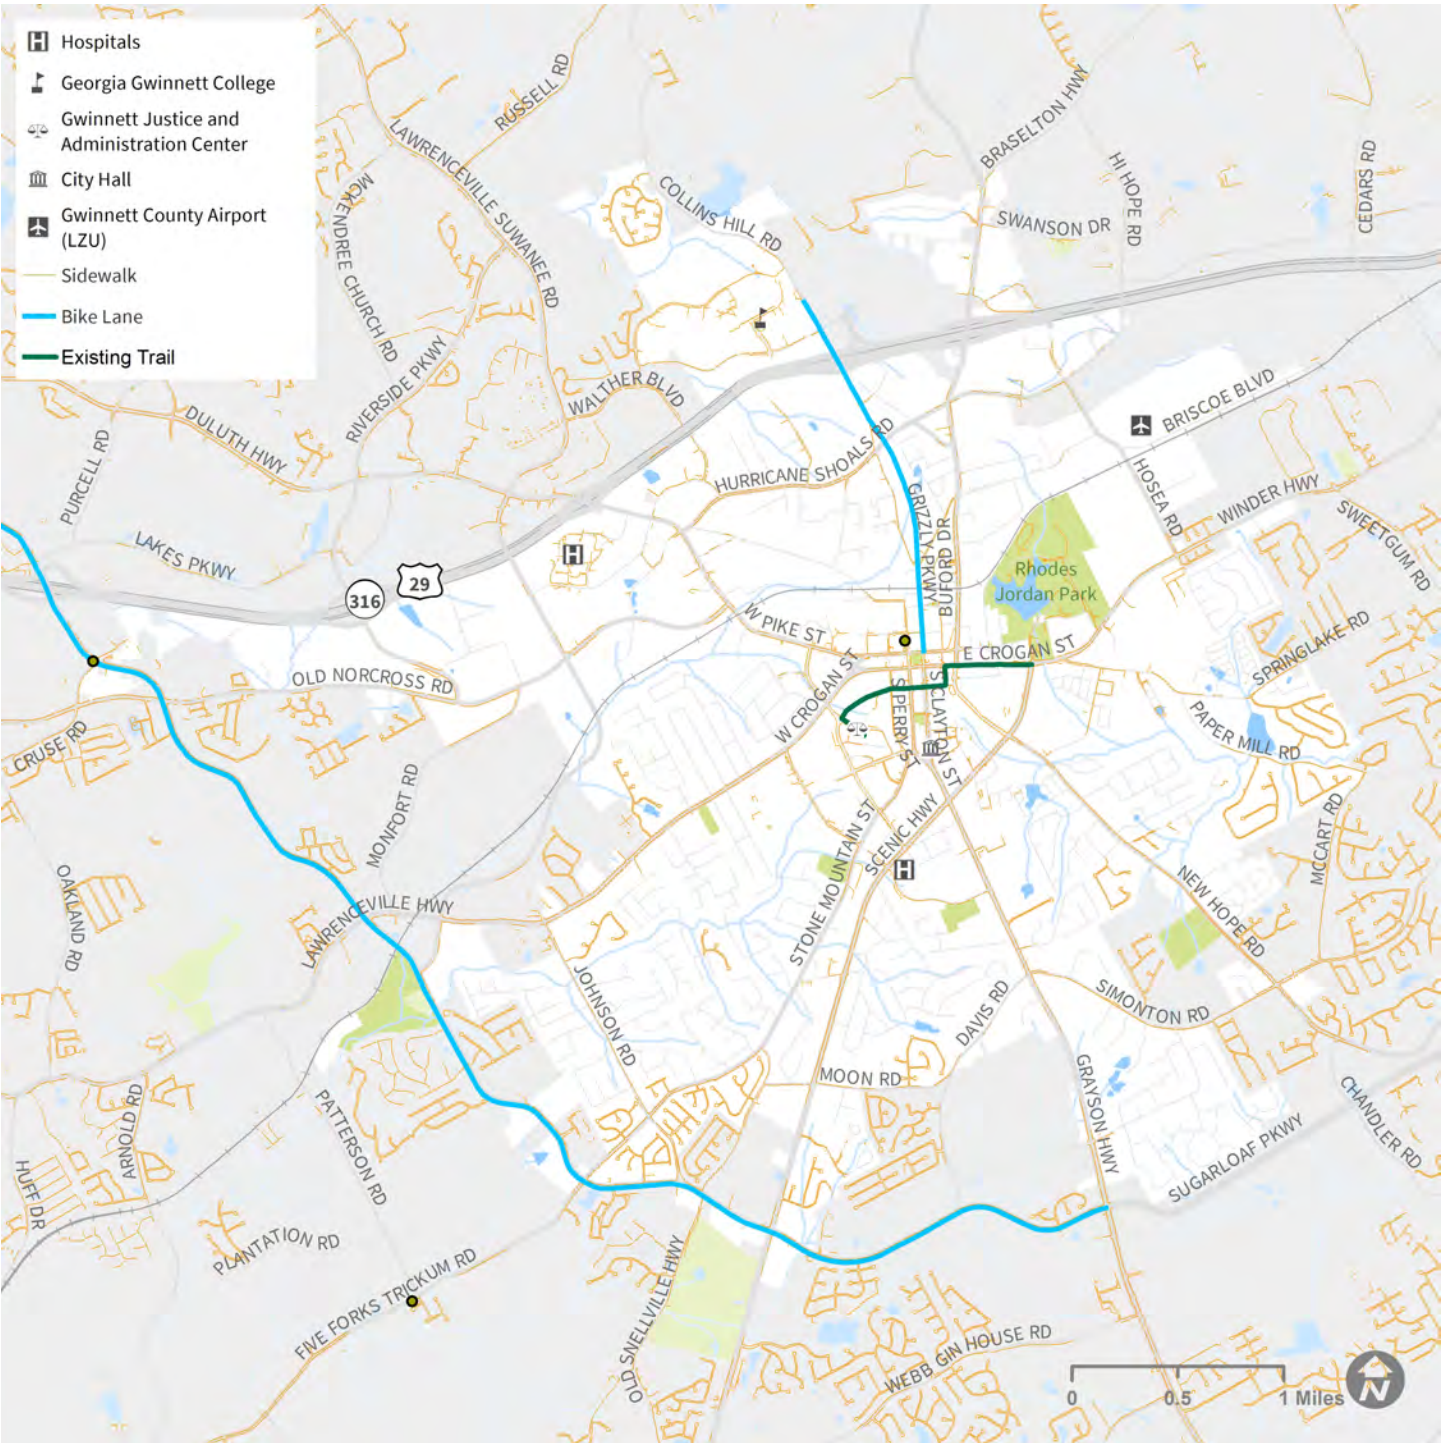 Hospitals
Georgia Gwinnett College
Gwinnett Justice and
Administration Center
City Hall
Gwinnett County Airport
(LZU)
Sidewalk
Bike Lane
Existing Trail
RUSSELL RD
LAWRENCEVILLE SUWANEE RD
MCKENDREE CHURCH RD
COLLINS HILL RD
BRASELTON HWY
HI HOPE RD
CEDARS RD
SWANSON DR
RIVERSIDE PKWY
WALTHER BLVD
DULUTH HWY
PURCELL RD
LAKES PKWY
HURRICANE SHOALS RD
GRIZZLY PKWY
BUFORD DR
BRISCOE BLVD
HOSEA RD
WINDER HWY
SWEETGUM RD
316
29
Rhodes
Jordan Park
W PIKE ST
E CROGAN ST
SPRINGLAKE RD
OLD NORCROSS RD
W CROGAN ST
S PERRY ST
S CLAYTON ST
PAPER MILL RD
CRUSE RD
MONFORT RD
SCENIC HWY
STONE MOUNTAIN ST
MCCART RD
NEW HOPE RD
OAKLAND RD
LAWRENCEVILLE HWY
JOHNSON RD
DAVIS RD
SIMONTON RD
MOON RD
GRAYSON HWY
CHANDLER RD
ARNOLD RD
HUFF DR
PATTERSON RD
SUGARLOAF PKWY
PLANTATION RD
FIVE FORKS TRICKUM RD
OLD SNELLVILLE HWY
WEBB GIN HOUSE RD
0 0.5 1 Miles
N